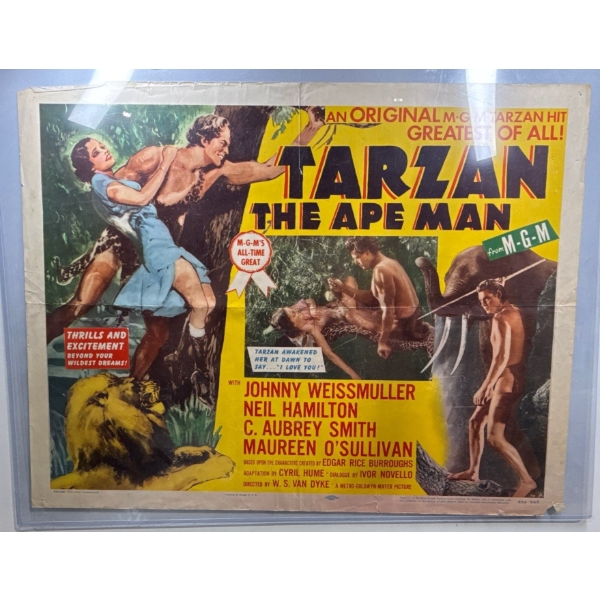 AN ORIGINAL M-G-M TARZAN HIT
GREATEST OF ALL!
TARZAN
THE APE MAN
from M-G-M
M-G-M'S
ALL-TIME
GREAT
THRILLS AND
EXCITEMENT
BEYOND YOUR
WILDEST DREAMS!
TARZAN AWAKENED
HER AT DAWN TO
SAY..."I LOVE YOU!"
WITH JOHNNY WEISSMULLER
NEIL HAMILTON
C. AUBREY SMITH
MAUREEN O'SULLIVAN
BASED UPON THE CHARACTERS CREATED BY EDGAR RICE BURROUGHS
ADAPTATION BY CYRIL HUME · DIALOGUE BY IVOR NOVELLO
DIRECTED BY W. S. VAN DYKE · A METRO-GOLDWYN-MAYER PICTURE